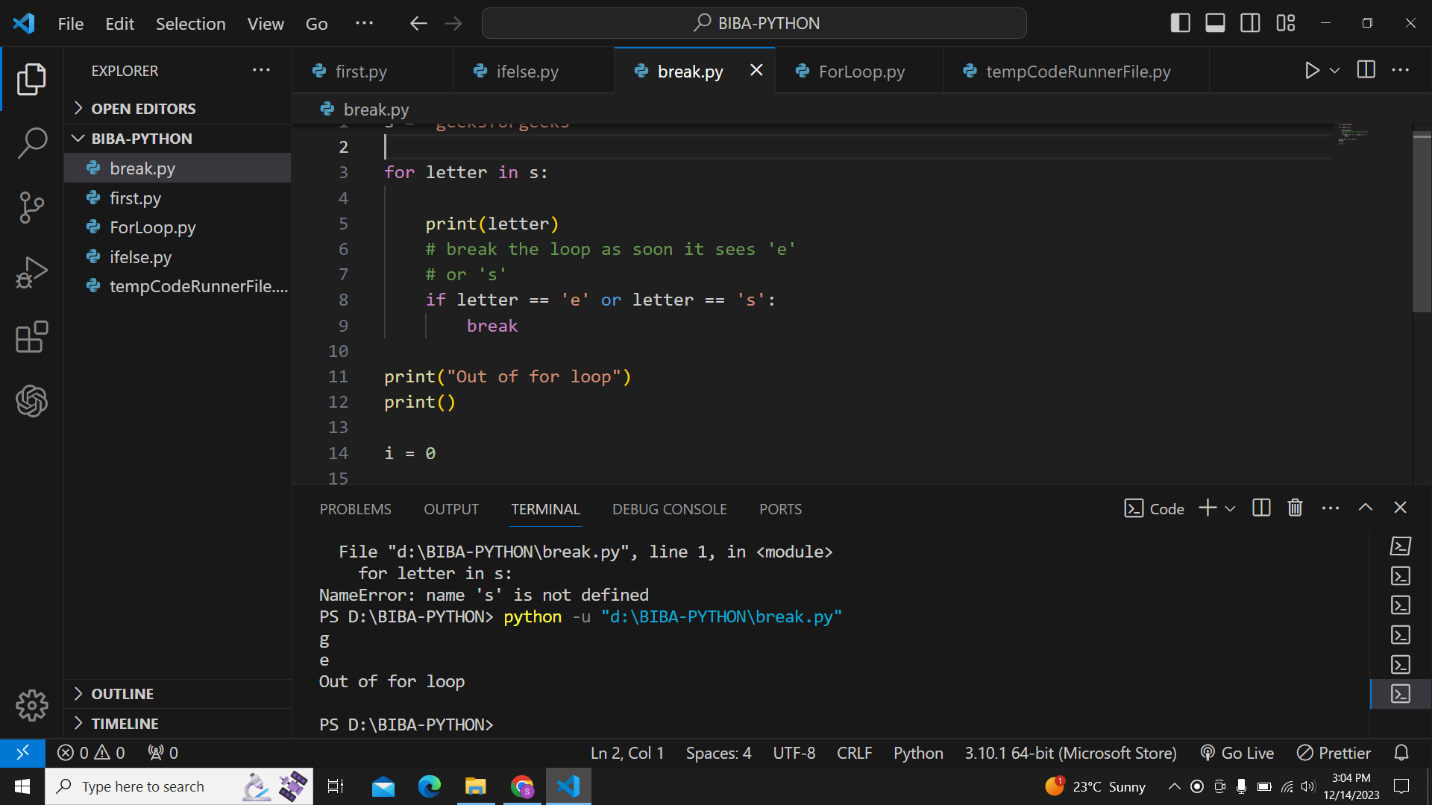 File Edit Selection View Go ··· BIBA-PYTHON
EXPLORER ···
OPEN EDITORS
BIBA-PYTHON
break.py
first.py
ForLoop.py
ifelse.py
tempCodeRunnerFile....
OUTLINE
TIMELINE
first.py ifelse.py break.py ForLoop.py tempCodeRunnerFile.py ···
break.py
1 s = "geeksforgeeks"
2
3 for letter in s:
4
5 print(letter)
6 # break the loop as soon it sees 'e'
7 # or 's'
8 if letter == 'e' or letter == 's':
9 break
10
11 print("Out of for loop")
12 print()
13
14 i = 0
15
PROBLEMS OUTPUT TERMINAL DEBUG CONSOLE PORTS Code ···
File "d:\BIBA-PYTHON\break.py", line 1, in <module>
for letter in s:
NameError: name 's' is not defined
PS D:\BIBA-PYTHON> python -u "d:\BIBA-PYTHON\break.py"
g
e
Out of for loop
PS D:\BIBA-PYTHON>
0 0 0 Ln 2, Col 1 Spaces: 4 UTF-8 CRLF Python 3.10.1 64-bit (Microsoft Store) Go Live Prettier
Type here to search 1 23°C Sunny 3:04 PM
12/14/2023